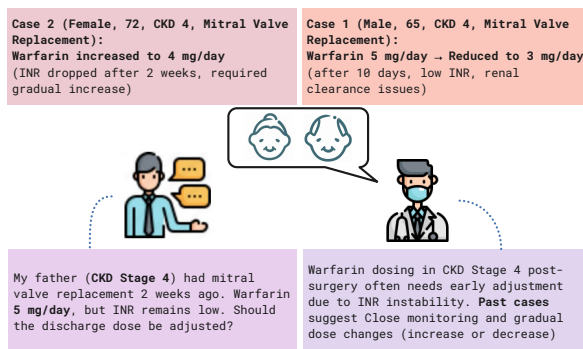 Case 2 (Female, 72, CKD 4, Mitral Valve
Replacement):
Warfarin increased to 4 mg/day
(INR dropped after 2 weeks, required
gradual increase)
Case 1 (Male, 65, CKD 4, Mitral Valve
Replacement):
Warfarin 5 mg/day → Reduced to 3 mg/day
(after 10 days, low INR, renal
clearance issues)
My father (CKD Stage 4) had mitral
valve replacement 2 weeks ago. Warfarin
5 mg/day, but INR remains low. Should
the discharge dose be adjusted?
Warfarin dosing in CKD Stage 4 post-
surgery often needs early adjustment
due to INR instability. Past cases
suggest Close monitoring and gradual
dose changes (increase or decrease)